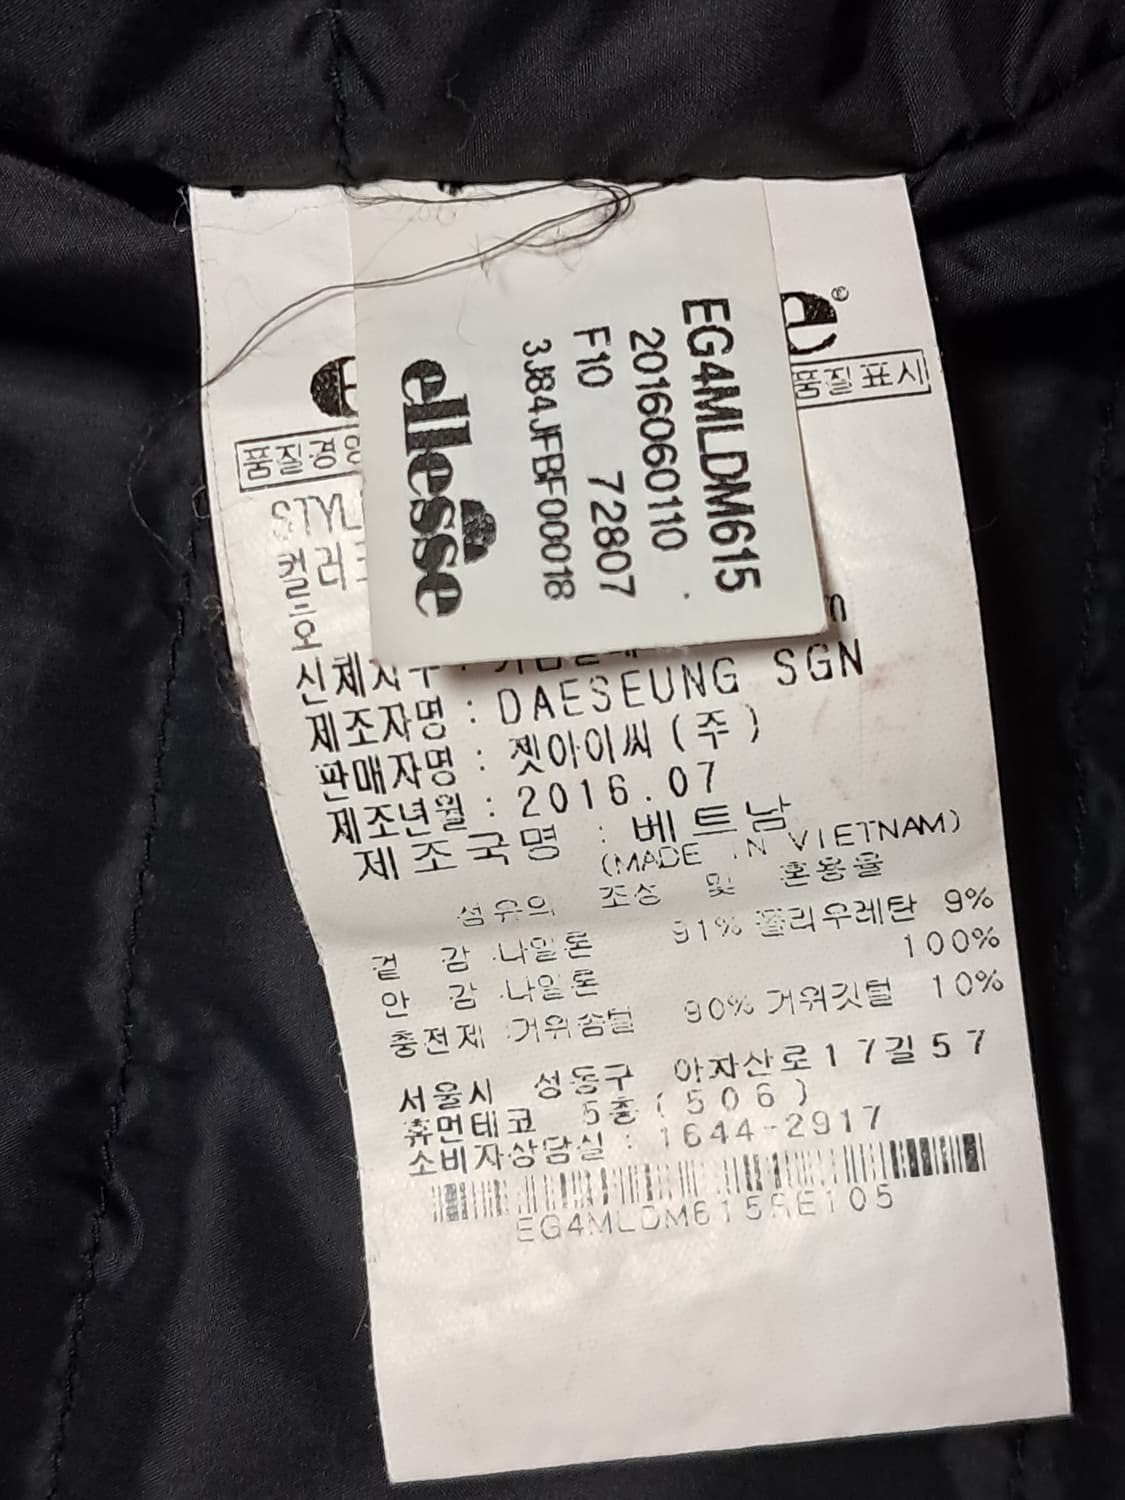 EG4MLDM615
2016060110
F10 72807
3J84JFBF00018
ellesse
품질경영
품질표시
STYL
컬러
신체치수 :
제조자명 : DAESEUNG SGN
판매자명 : 젯아이씨(주)
제조년월 : 2016.07
제조국명 : 베트남
(MADE IN VIETNAM)
섬유의 조성 및 혼용율
겉 감 :나일론 91% 폴리우레탄 9%
안 감 :나일론 100%
충전재 :거위솜털 90% 거위깃털 10%
서울시 성동구 아차산로17길57
휴먼테코 5층(506)
소비자상담실 : 1644-2917
EG4MLDM615RE105